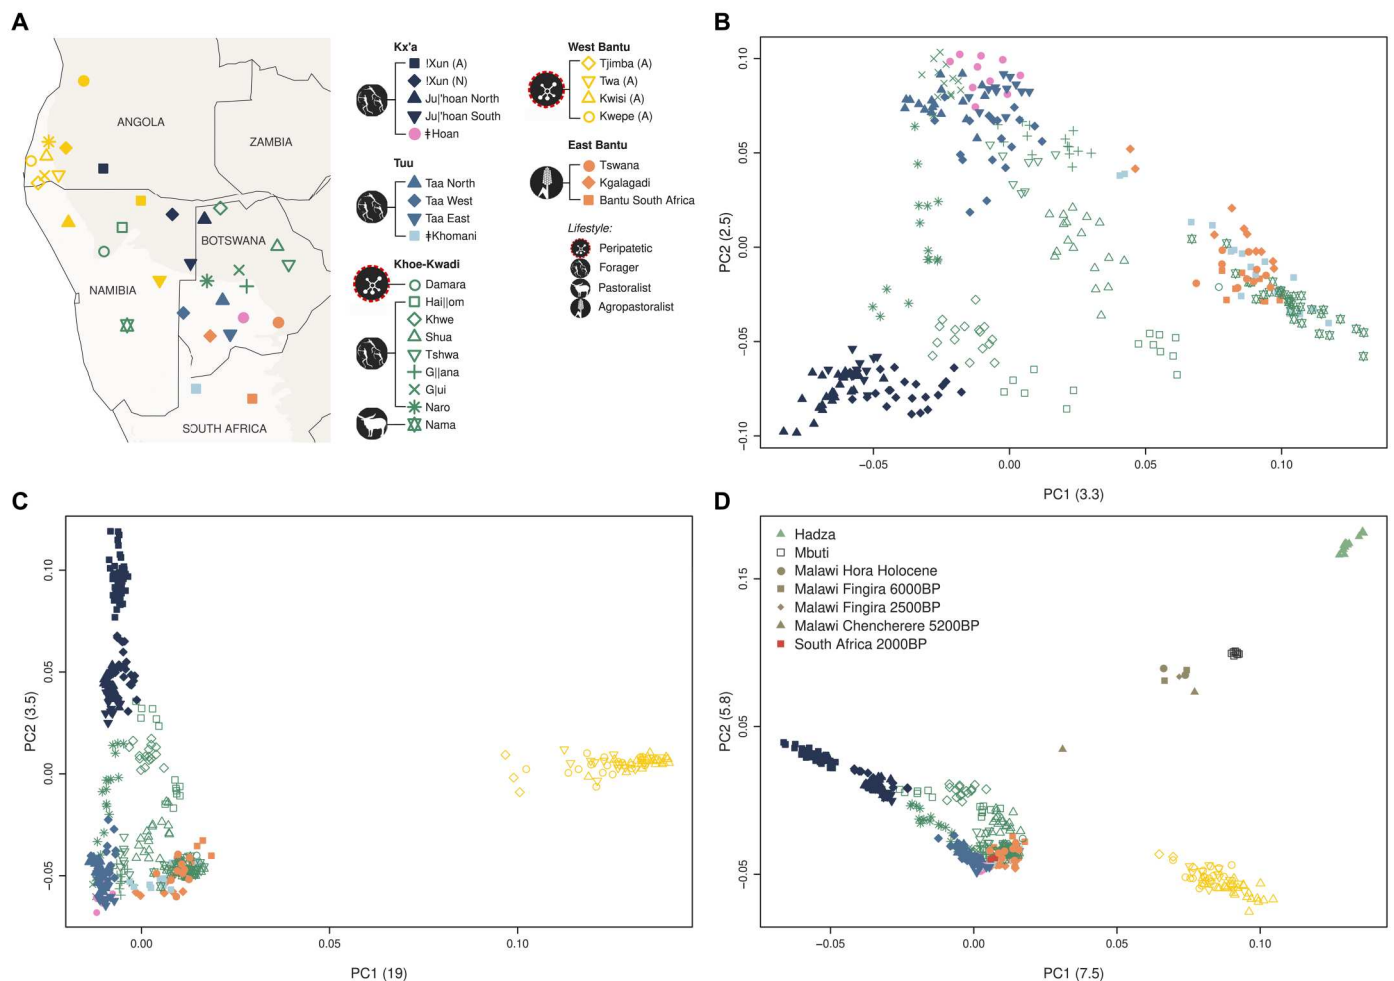 A
ANGOLA
ZAMBIA
BOTSWANA
NAMIBIA
SOUTH AFRICA
Kx'a
!Xun (A)
!Xun (N)
Ju|'hoan North
Ju|'hoan South
ǂHoan
Tuu
Taa North
Taa West
Taa East
ǂKhomani
Khoe-Kwadi
Damara
Hai||om
Khwe
Shua
Tshwa
G||ana
G|ui
Naro
Nama
West Bantu
Tjimba (A)
Twa (A)
Kwisi (A)
Kwepe (A)
East Bantu
Tswana
Kgalagadi
Bantu South Africa
Lifestyle:
Peripatetic
Forager
Pastoralist
Agropastoralist
B
PC2 (2.5)
0.10
0.05
0.00
−0.05
−0.10
−0.05
0.00
0.05
0.10
PC1 (3.3)
C
PC2 (3.5)
0.10
0.05
0.00
−0.05
0.00
0.05
0.10
PC1 (19)
D
Hadza
Mbuti
Malawi Hora Holocene
Malawi Fingira 6000BP
Malawi Fingira 2500BP
Malawi Chencherere 5200BP
South Africa 2000BP
PC2 (5.8)
0.15
0.05
−0.05
−0.05
0.00
0.05
0.10
PC1 (7.5)